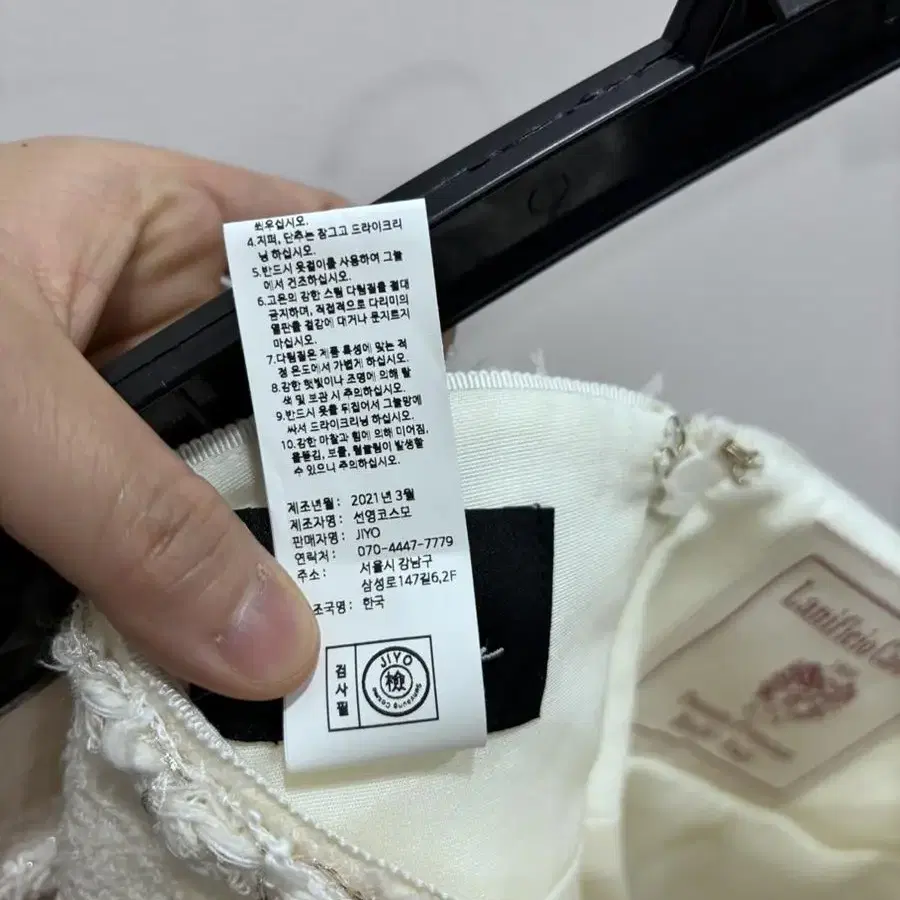 씌우십시오.
4.지퍼, 단추는 잠그고 드라이크리
닝 하십시오.
5.반드시 옷걸이를 사용하여 그늘
에서 건조하십시오.
6.고온의 강한 스팀 다림질을 절대
금지하며, 직접적으로 다리미의
열판을 겉감에 대거나 문지르지
마십시오.
7.다림질은 제품 특성에 맞는 적
정 온도에서 가볍게 하십시오.
8.강한 햇빛이나 조명에 의해 탈
색 및 보관 시 주의하십시오.
9.반드시 옷을 뒤집어서 그물망에
싸서 드라이크리닝 하십시오.
10.강한 마찰과 힘에 의해 미어짐,
올뜯김, 보풀, 털쏠림이 발생할
수 있으니 주의하십시오.
제조년월: 2021년 3월
제조자명: 선영코스모
판매자명: JIYO
연락처: 070-4447-7779
주소: 서울시 강남구
삼성로147길6,2F
조국명: 한국
검사필
JIYO
檢
Lanificio